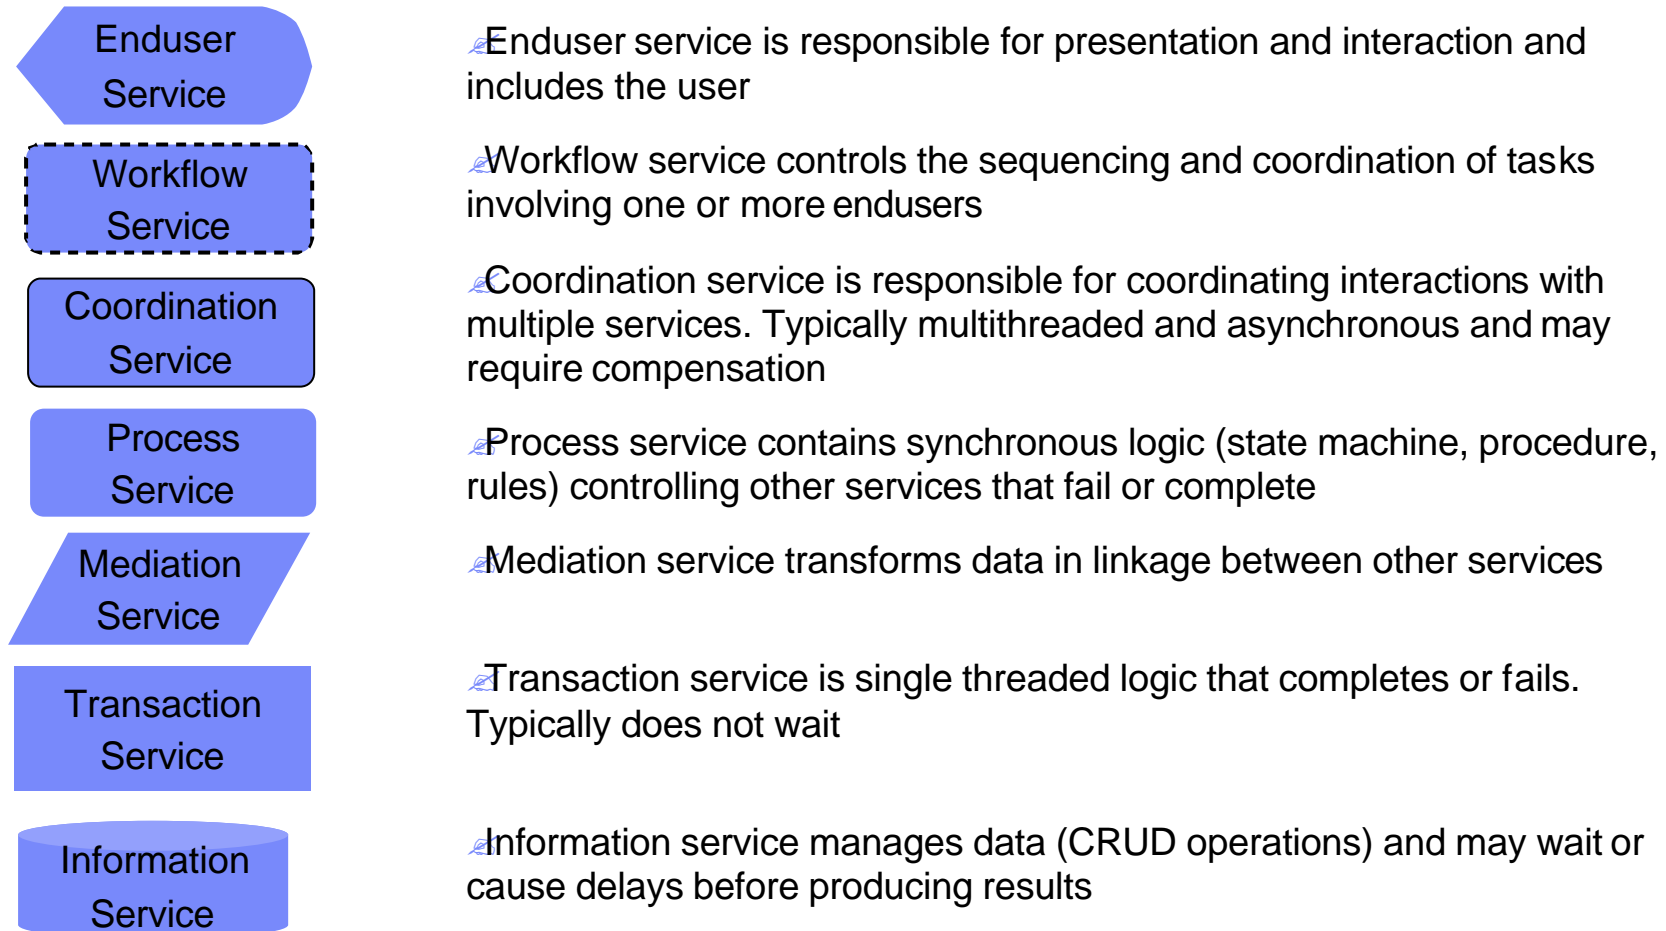 Enduser
Service
Enduser service is responsible for presentation and interaction and
includes the user
Workflow
Service
Workflow service controls the sequencing and coordination of tasks
involving one or more endusers
Coordination
Service
Coordination service is responsible for coordinating interactions with
multiple services. Typically multithreaded and asynchronous and may
require compensation
Process
Service
Process service contains synchronous logic (state machine, procedure,
rules) controlling other services that fail or complete
Mediation
Service
Mediation service transforms data in linkage between other services
Transaction
Service
Transaction service is single threaded logic that completes or fails.
Typically does not wait
Information
Service
Information service manages data (CRUD operations) and may wait or
cause delays before producing results